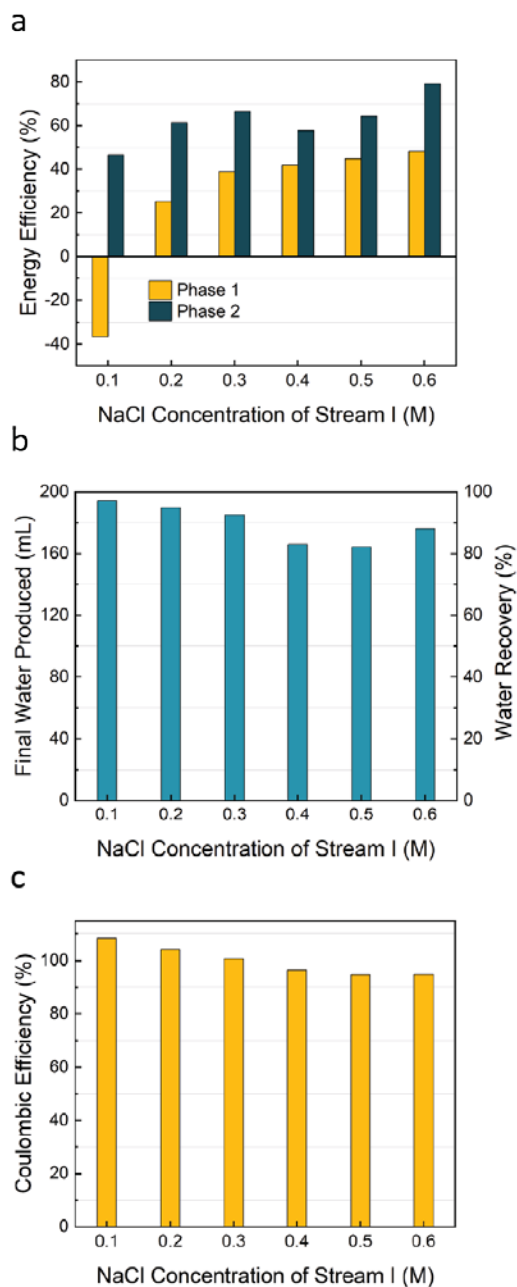 a
Energy Efficiency (%)
80
60
40
20
0
-20
-40
Phase 1
Phase 2
0.1 0.2 0.3 0.4 0.5 0.6
NaCl Concentration of Stream I (M)
b
Final Water Produced (mL)
200
160
120
80
40
0
100
80
60
40
20
0
Water Recovery (%)
0.1 0.2 0.3 0.4 0.5 0.6
NaCl Concentration of Stream I (M)
c
Coulombic Efficiency (%)
100
80
60
40
20
0
0.1 0.2 0.3 0.4 0.5 0.6
NaCl Concentration of Stream I (M)